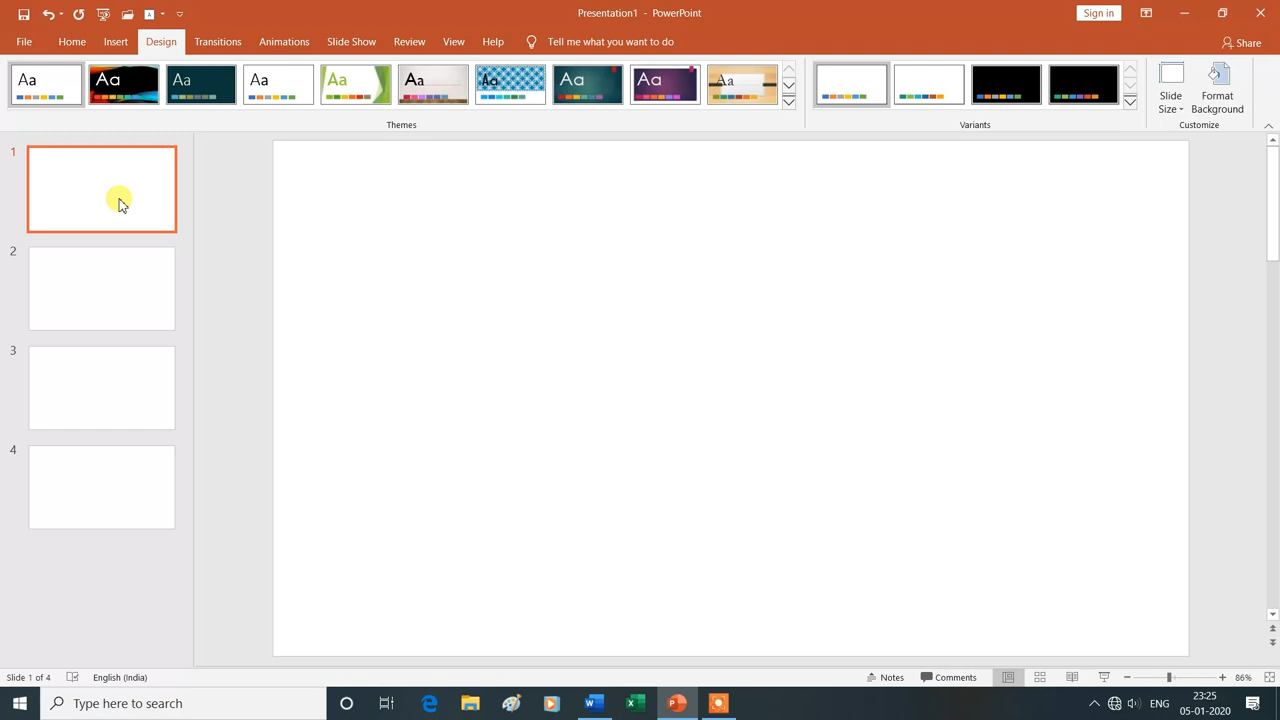 Presentation1 - PowerPoint
Sign in
File
Home
Insert
Design
Transitions
Animations
Slide Show
Review
View
Help
Tell me what you want to do
Share
Aa
Aa
Aa
Aa
Aa
Aa
Aa
Aa
Aa
Aa
Slide
Size
Format
Background
Themes
Variants
Customize
1
2
3
4
Slide 1 of 4
English (India)
Notes
Comments
86%
Type here to search
ENG
23:25
05-01-2020